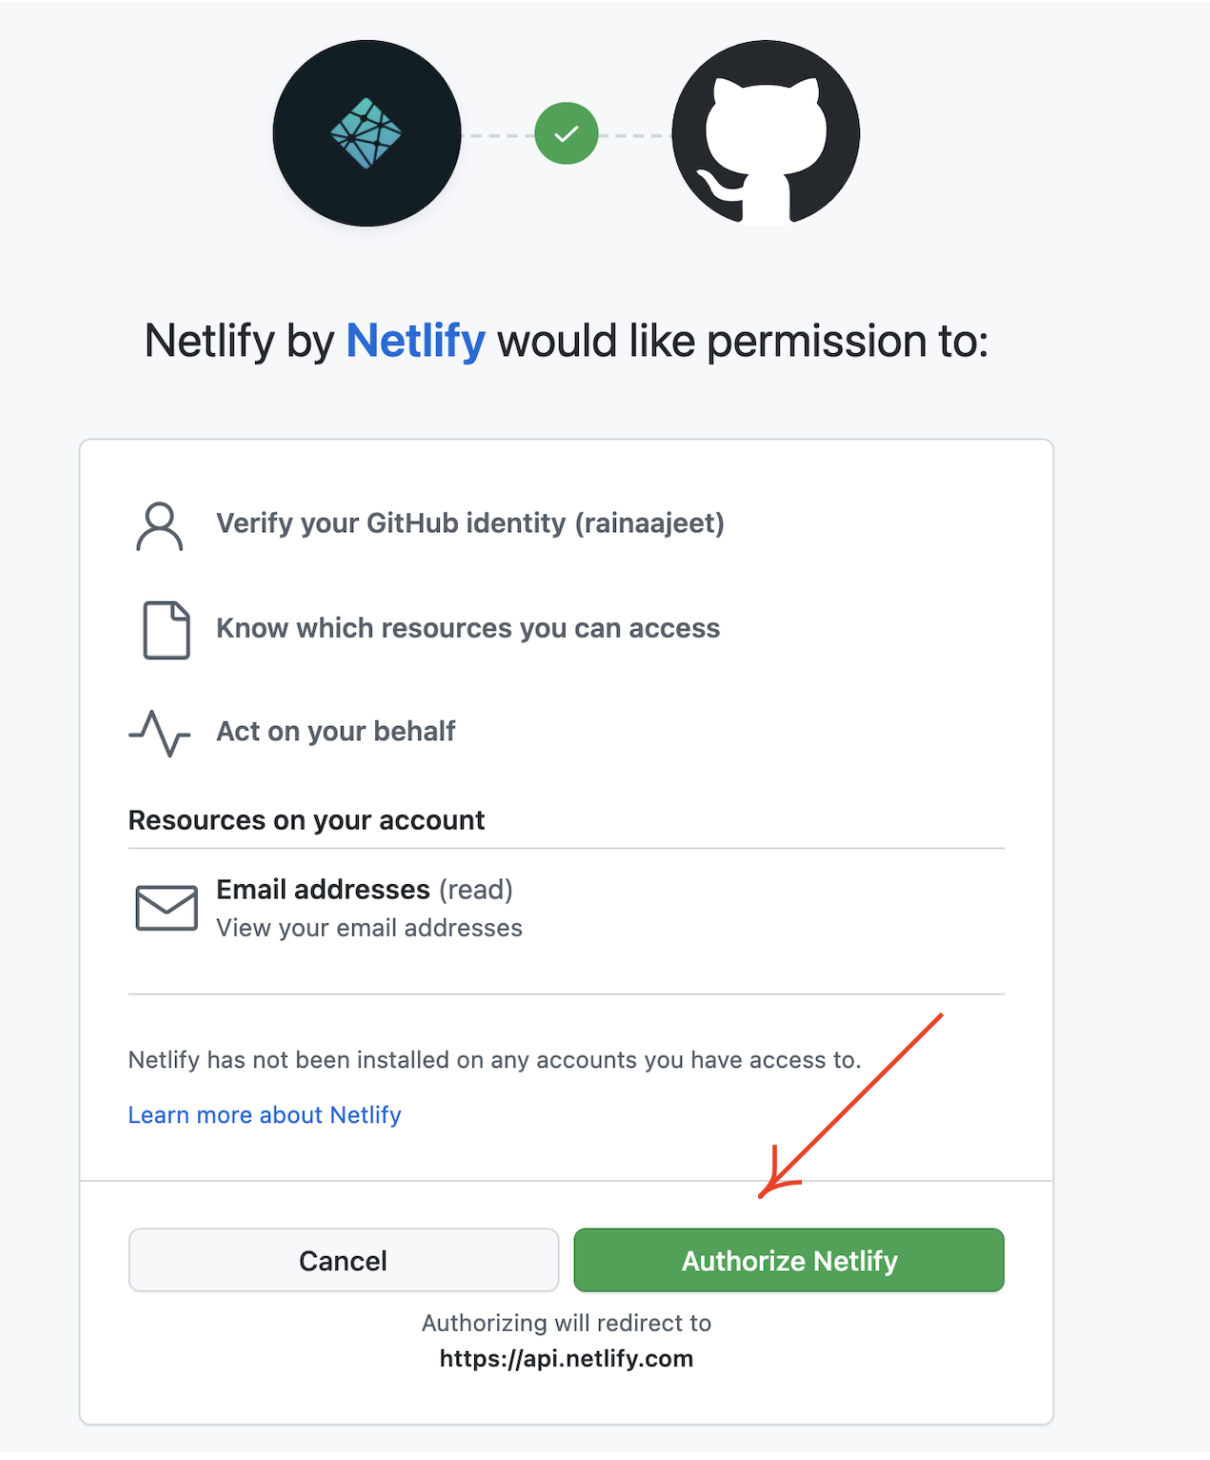 Netlify by Netlify would like permission to:
Verify your GitHub identity (rainaajeet)
Know which resources you can access
Act on your behalf
Resources on your account
Email addresses (read)
View your email addresses
Netlify has not been installed on any accounts you have access to.
Learn more about Netlify
Cancel
Authorize Netlify
Authorizing will redirect to
https://api.netlify.com